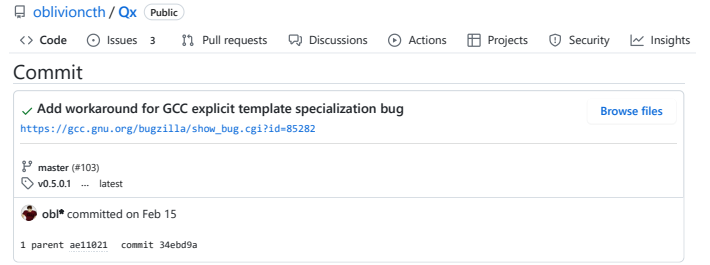 oblivioncth / Qx Public
Code Issues 3 Pull requests Discussions Actions Projects Security Insights
Commit
Add workaround for GCC explicit template specialization bug
Browse files
https://gcc.gnu.org/bugzilla/show_bug.cgi?id=85282
master (#103)
v0.5.0.1 ... latest
committed on Feb 15
1 parent ae11021 commit 34ebd9a